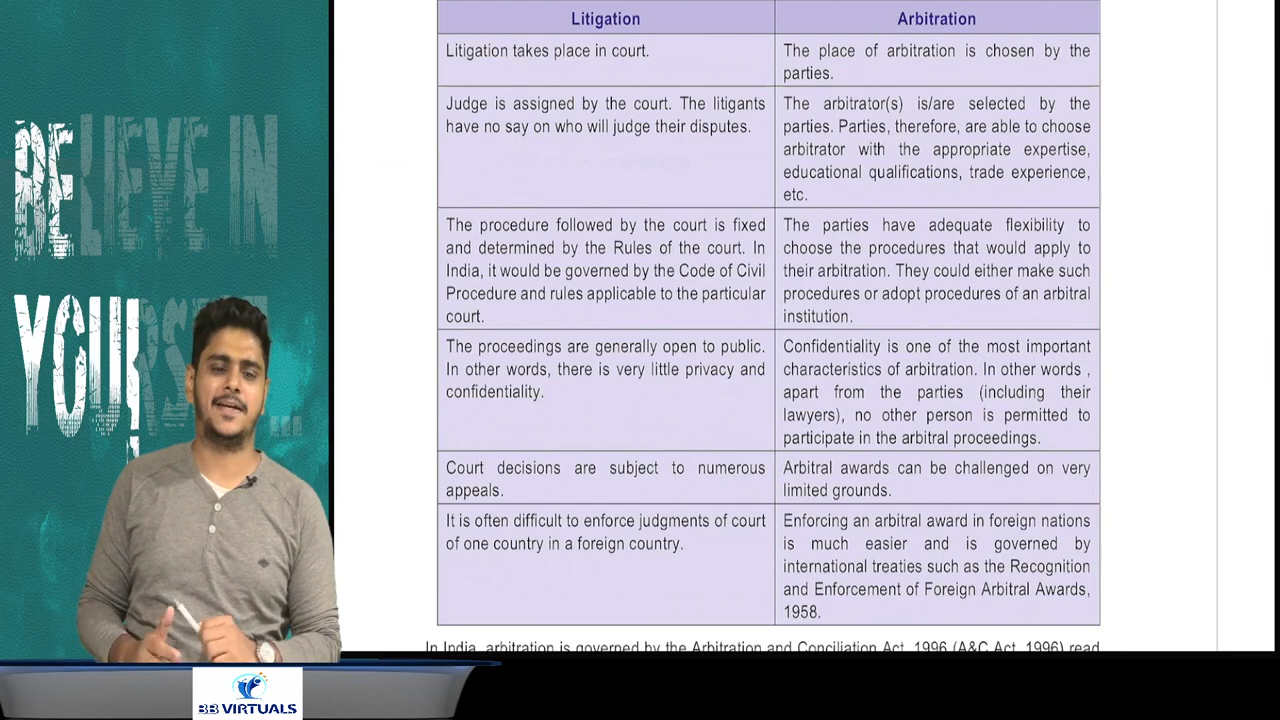 BELIEVE IN
YOURSELF...
Litigation
Arbitration
Litigation takes place in court.
The place of arbitration is chosen by the
parties.
Judge is assigned by the court. The litigants
have no say on who will judge their disputes.
The arbitrator(s) is/are selected by the
parties. Parties, therefore, are able to choose
arbitrator with the appropriate expertise,
educational qualifications, trade experience,
etc.
The procedure followed by the court is fixed
and determined by the Rules of the court. In
India, it would be governed by the Code of Civil
Procedure and rules applicable to the particular
court.
The parties have adequate flexibility to
choose the procedures that would apply to
their arbitration. They could either make such
procedures or adopt procedures of an arbitral
institution.
The proceedings are generally open to public.
In other words, there is very little privacy and
confidentiality.
Confidentiality is one of the most important
characteristics of arbitration. In other words ,
apart from the parties (including their
lawyers), no other person is permitted to
participate in the arbitral proceedings.
Court decisions are subject to numerous
appeals.
Arbitral awards can be challenged on very
limited grounds.
It is often difficult to enforce judgments of court
of one country in a foreign country.
Enforcing an arbitral award in foreign nations
is much easier and is governed by
international treaties such as the Recognition
and Enforcement of Foreign Arbitral Awards,
1958.
In India, arbitration is governed by the Arbitration and Conciliation Act, 1996 (A&C Act, 1996) read
BB VIRTUALS